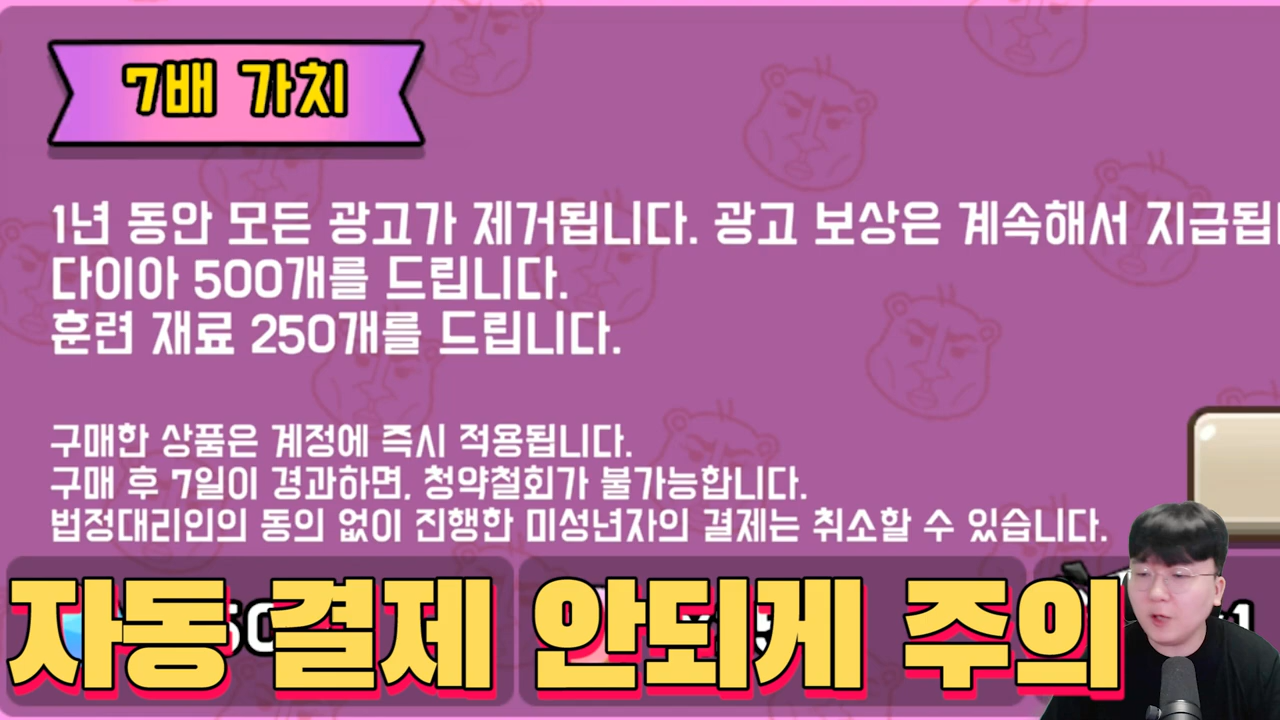 7배 가치
1년 동안 모든 광고가 제거됩니다. 광고 보상은 계속해서 지급됩
다이아 500개를 드립니다.
훈련 재료 250개를 드립니다.
구매한 상품은 계정에 즉시 적용됩니다.
구매 후 7일이 경과하면, 청약철회가 불가능합니다.
법정대리인의 동의 없이 진행한 미성년자의 결제는 취소할 수 있습니다.
자동 결제 안되게 주의